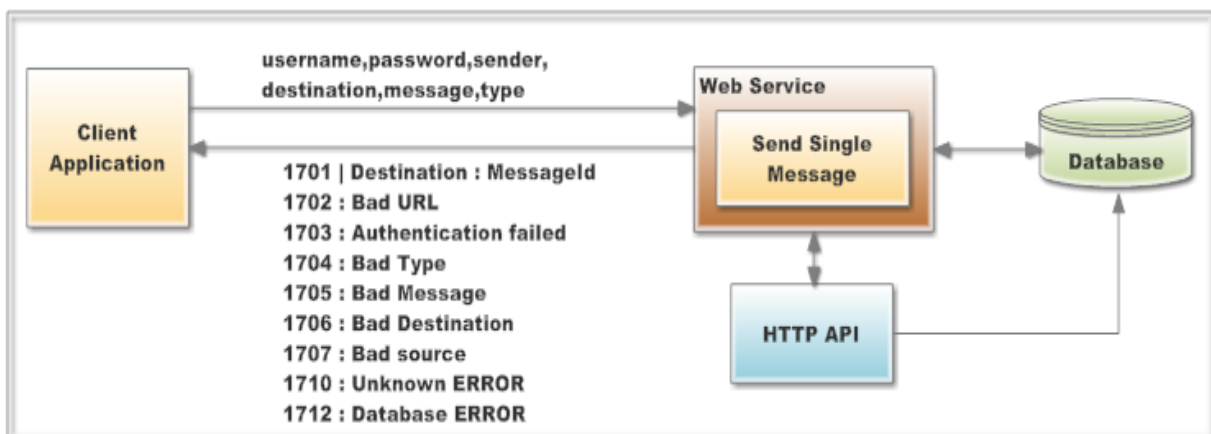 username,password,sender,
destination,message,type
Client
Application
1701 | Destination : MessageId
1702 : Bad URL
1703 : Authentication failed
1704 : Bad Type
1705 : Bad Message
1706 : Bad Destination
1707 : Bad source
1710 : Unknown ERROR
1712 : Database ERROR
Web Service
Send Single
Message
Database
HTTP API